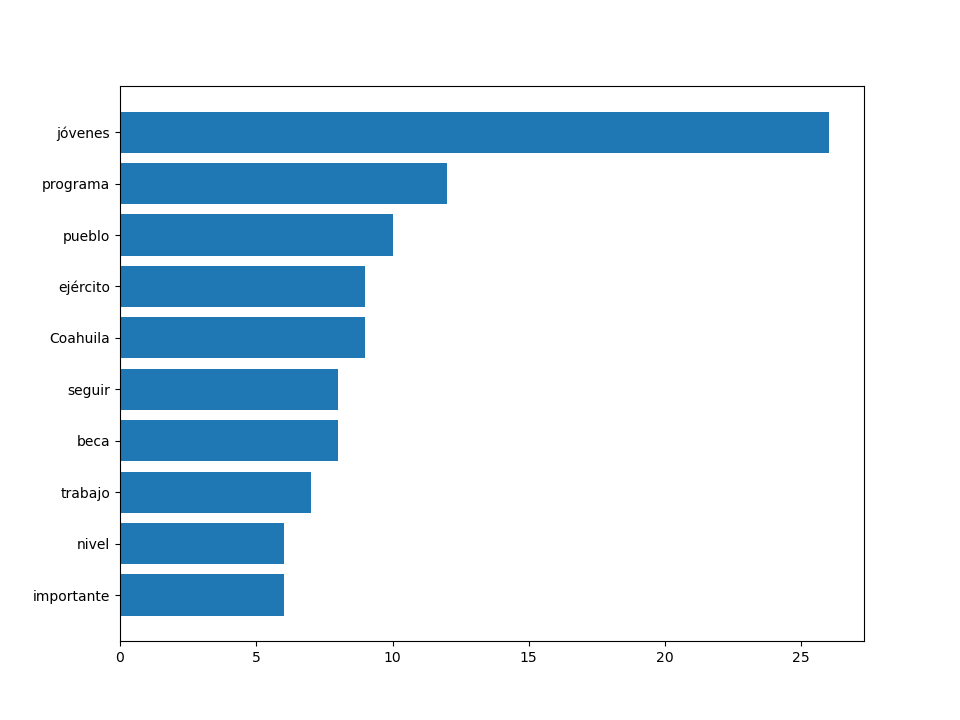 jóvenes
programa
pueblo
ejército
Coahuila
seguir
beca
trabajo
nivel
importante
0 5 10 15 20 25